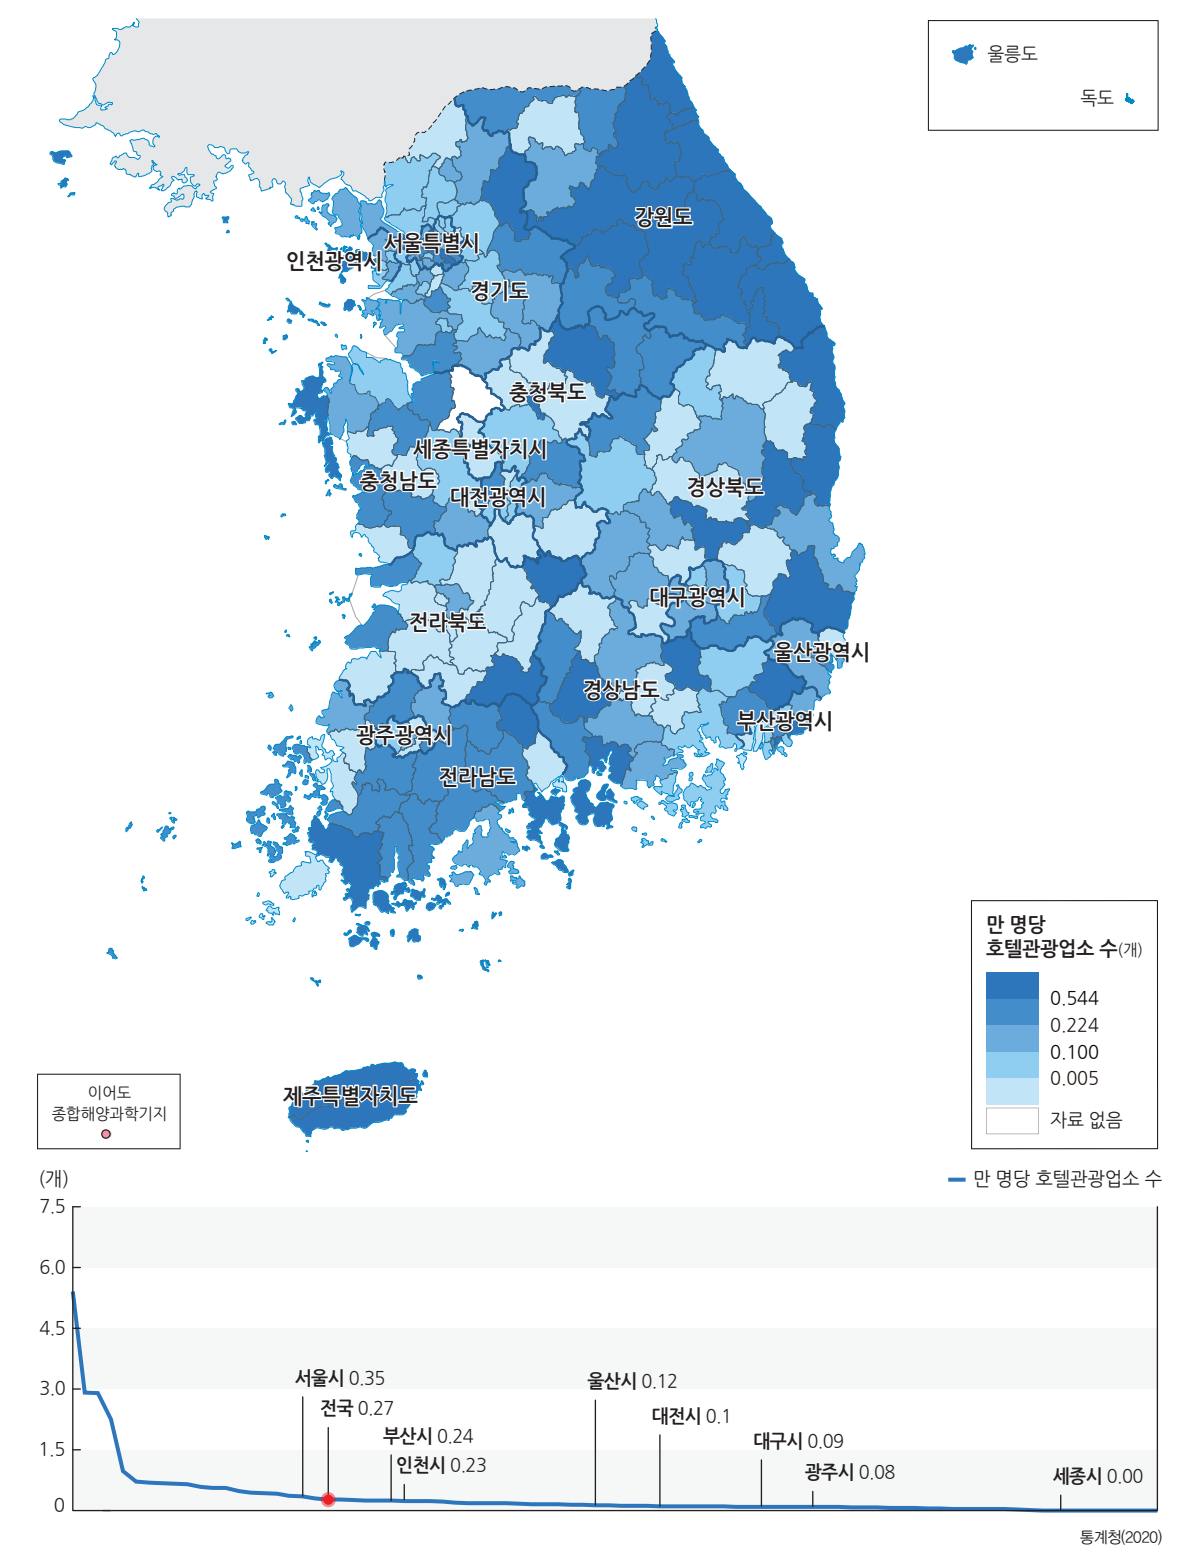 울릉도
독도
강원도
서울특별시
인천광역시
경기도
충청북도
세종특별자치시
충청남도
대전광역시
경상북도
대구광역시
전라북도
울산광역시
경상남도
부산광역시
광주광역시
전라남도
제주특별자치도
만 명당
호텔관광업소 수(개)
0.544
0.224
0.100
0.005
자료 없음
이어도
종합해양과학기지
(개)
만 명당 호텔관광업소 수
7.5
6.0
4.5
3.0
1.5
0
서울시 0.35
전국 0.27
부산시 0.24
인천시 0.23
울산시 0.12
대전시 0.1
대구시 0.09
광주시 0.08
세종시 0.00
통계청(2020)